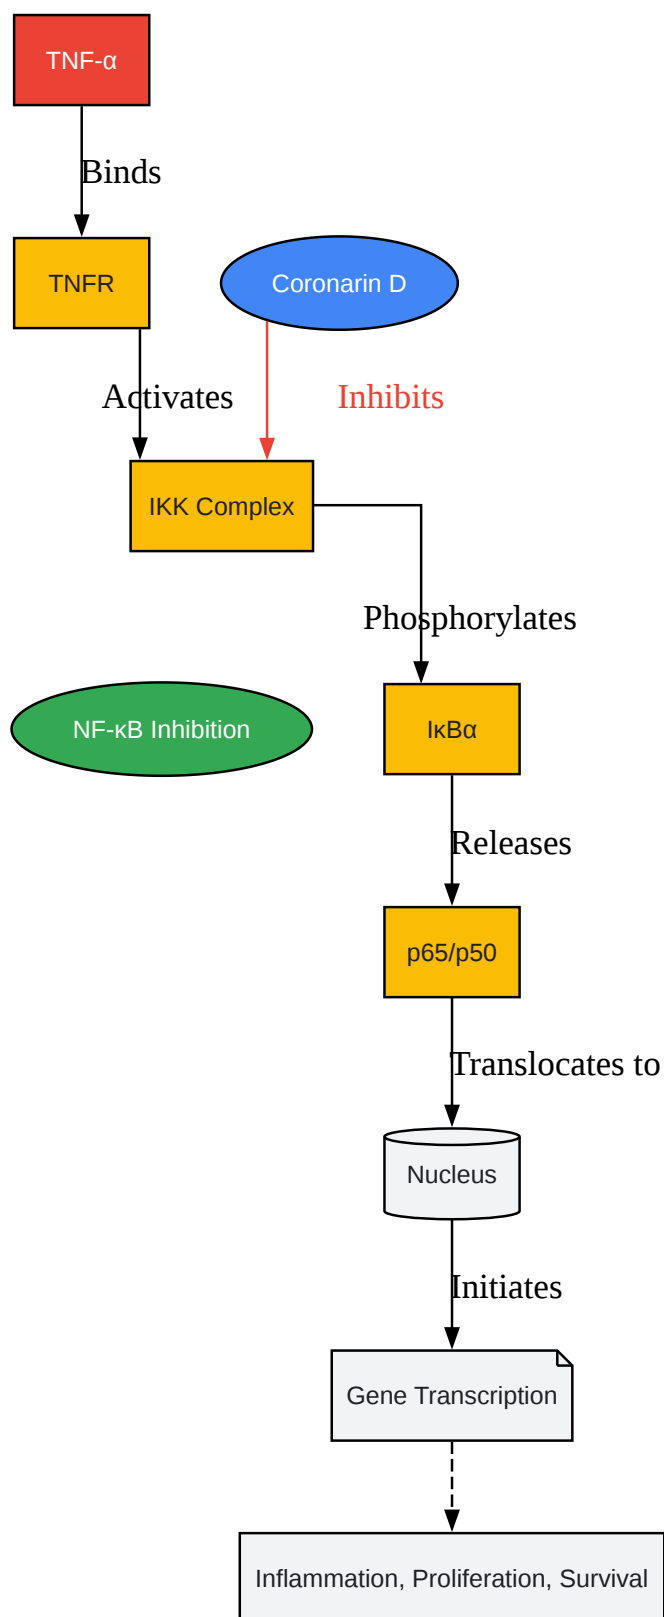 TNF-α
Binds
TNFR
Coronarin D
Activates
Inhibits
IKK Complex
Phosphorylates
NF-κB Inhibition
IκBα
Releases
p65/p50
Translocates to
Nucleus
Initiates
Gene Transcription
Inflammation, Proliferation, Survival